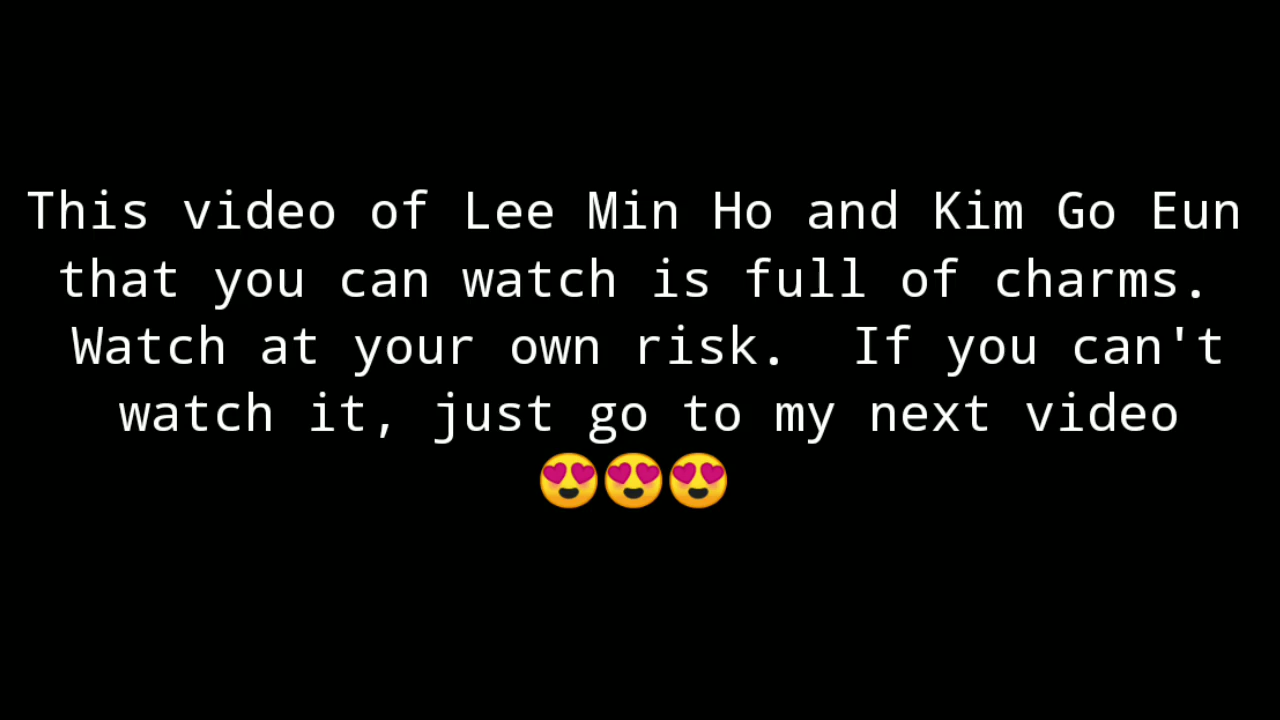 This video of Lee Min Ho and Kim Go Eun
that you can watch is full of charms.
Watch at your own risk.  If you can't
watch it, just go to my next video
😍😍😍